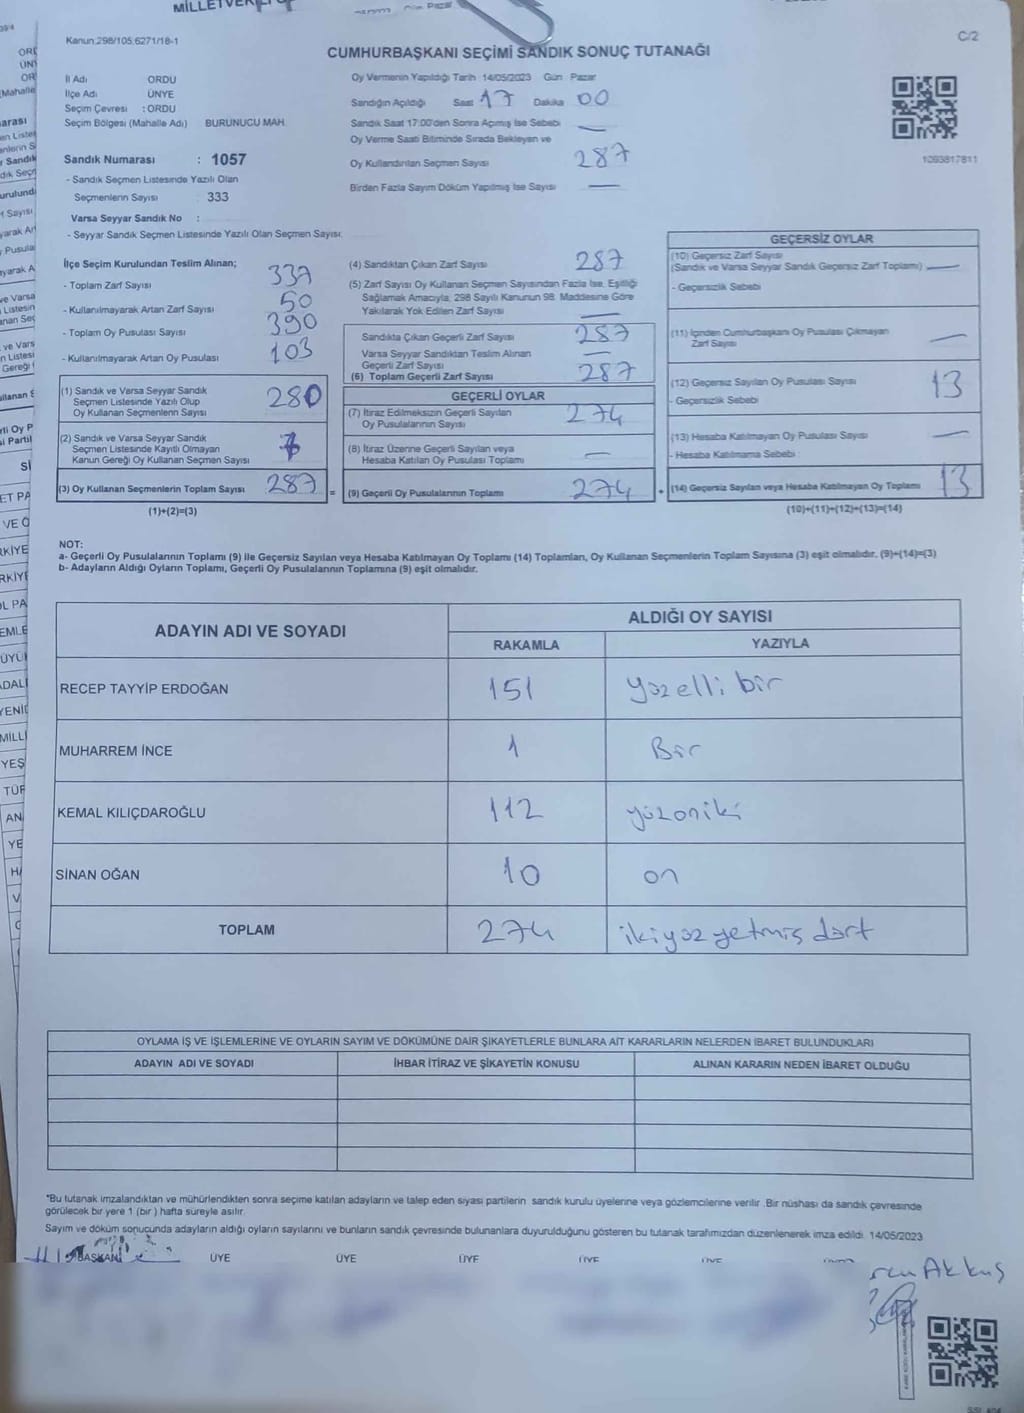 Kanun:298/105,6271/18-1
C/2
CUMHURBAŞKANI SEÇİMİ SANDIK SONUÇ TUTANAĞI
İl Adı ORDU
İlçe Adı ÜNYE
Seçim Çevresi : ORDU
Seçim Bölgesi (Mahalle Adı) BURUNUCU MAH.
Sandık Numarası : 1057
- Sandık Seçmen Listesinde Yazılı Olan
Seçmenlerin Sayısı : 333
Varsa Seyyar Sandık No :
- Seyyar Sandık Seçmen Listesinde Yazılı Olan Seçmen Sayısı:
Oy Vermenin Yapıldığı Tarih 14/05/2023 Gün Pazar
Sandığın Açıldığı Saat 17 Dakika 00
Sandık Saat 17:00'den Sonra Açılmış İse Sebebi —
Oy Verme Saati Bitiminde Sırada Bekleyen ve
Oy Kullandırılan Seçmen Sayısı 287
Birden Fazla Sayım Döküm Yapılmış İse Sayısı —
1093817811
İlçe Seçim Kurulundan Teslim Alınan;
- Toplam Zarf Sayısı 337
- Kullanılmayarak Artan Zarf Sayısı 50
- Toplam Oy Pusulası Sayısı 390
- Kullanılmayarak Artan Oy Pusulası 103
(1) Sandık ve Varsa Seyyar Sandık
Seçmen Listesinde Yazılı Olup
Oy Kullanan Seçmenlerin Sayısı 280
(2) Sandık ve Varsa Seyyar Sandık
Seçmen Listesinde Kayıtlı Olmayan
Kanun Gereği Oy Kullanan Seçmen Sayısı 7
(3) Oy Kullanan Seçmenlerin Toplam Sayısı 287 =
(1)+(2)=(3)
(4) Sandıktan Çıkan Zarf Sayısı 287
(5) Zarf Sayısı Oy Kullanan Seçmen Sayısından Fazla İse, Eşitliği
Sağlamak Amacıyla, 298 Sayılı Kanunun 98. Maddesine Göre
Yakılarak Yok Edilen Zarf Sayısı —
Sandıkta Çıkan Geçerli Zarf Sayısı 287
Varsa Seyyar Sandıktan Teslim Alınan
Geçerli Zarf Sayısı —
(6) Toplam Geçerli Zarf Sayısı 287
GEÇERLİ OYLAR
(7) İtiraz Edilmeksizin Geçerli Sayılan
Oy Pusulalarının Sayısı 274
(8) İtiraz Üzerine Geçerli Sayılan veya
Hesaba Katılan Oy Pusulası Toplamı —
(9) Geçerli Oy Pusulalarının Toplamı 274 +
GEÇERSİZ OYLAR
(10) Geçersiz Zarf Sayısı
(Sandık ve Varsa Seyyar Sandık Geçersiz Zarf Toplamı) —
- Geçersizlik Sebebi
(11) İçinden Cumhurbaşkanı Oy Pusulası Çıkmayan
Zarf Sayısı —
(12) Geçersiz Sayılan Oy Pusulası Sayısı 13
- Geçersizlik Sebebi
(13) Hesaba Katılmayan Oy Pusulası Sayısı —
- Hesaba Katılmama Sebebi
(14) Geçersiz Sayılan veya Hesaba Katılmayan Oy Toplamı 13
(10)+(11)+(12)+(13)=(14)
NOT:
a- Geçerli Oy Pusulalarının Toplamı (9) ile Geçersiz Sayılan veya Hesaba Katılmayan Oy Toplamı (14) Toplamları, Oy Kullanan Seçmenlerin Toplam Sayısına (3) eşit olmalıdır. (9)+(14)=(3)
b- Adayların Aldığı Oyların Toplamı, Geçerli Oy Pusulalarının Toplamına (9) eşit olmalıdır.
ADAYIN ADI VE SOYADI ALDIĞI OY SAYISI
RAKAMLA YAZIYLA
RECEP TAYYİP ERDOĞAN 151 yüzelli bir
MUHARREM İNCE 1 Bir
KEMAL KILIÇDAROĞLU 112 yüzoniki
SİNAN OĞAN 10 on
TOPLAM 274 ikiyüz yetmiş dört
OYLAMA İŞ VE İŞLEMLERİNE VE OYLARIN SAYIM VE DÖKÜMÜNE DAİR ŞİKAYETLERLE BUNLARA AİT KARARLARIN NELERDEN İBARET BULUNDUKLARI
ADAYIN ADI VE SOYADI İHBAR İTİRAZ VE ŞİKAYETİN KONUSU ALINAN KARARIN NEDEN İBARET OLDUĞU
*Bu tutanak imzalandıktan ve mühürlendikten sonra seçime katılan adayların ve talep eden siyasi partilerin sandık kurulu üyelerine veya gözlemcilerine verilir. Bir nüshası da sandık çevresinde
görülecek bir yere 1 (bir) hafta süreyle asılır.
Sayım ve döküm sonucunda adayların aldığı oyların sayılarını ve bunların sandık çevresinde bulunanlara duyurulduğunu gösteren bu tutanak tarafımızdan düzenlenerek imza edildi. 14/05/2023
BAŞKAN ÜYE ÜYE ÜYE ÜYE ÜYE
Akkuş